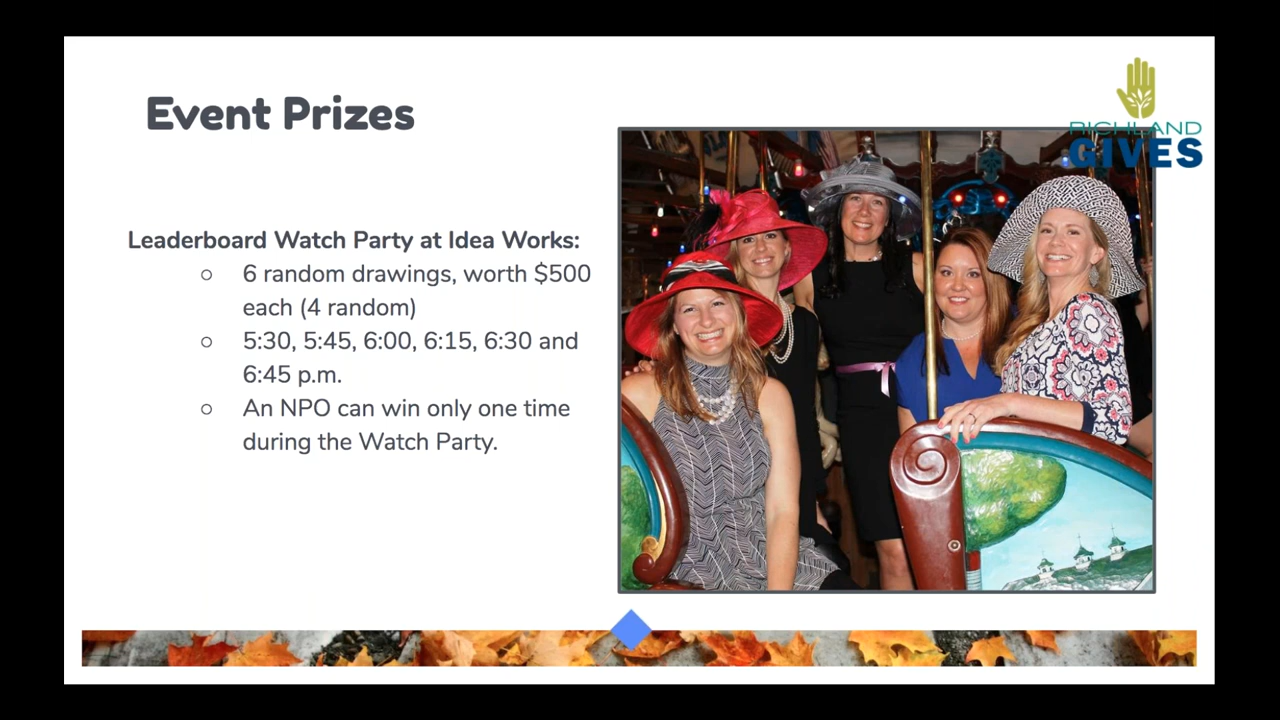 Event Prizes
RICHLAND
GIVES
Leaderboard Watch Party at Idea Works:
○ 6 random drawings, worth $500
each (4 random)
○ 5:30, 5:45, 6:00, 6:15, 6:30 and
6:45 p.m.
○ An NPO can win only one time
during the Watch Party.